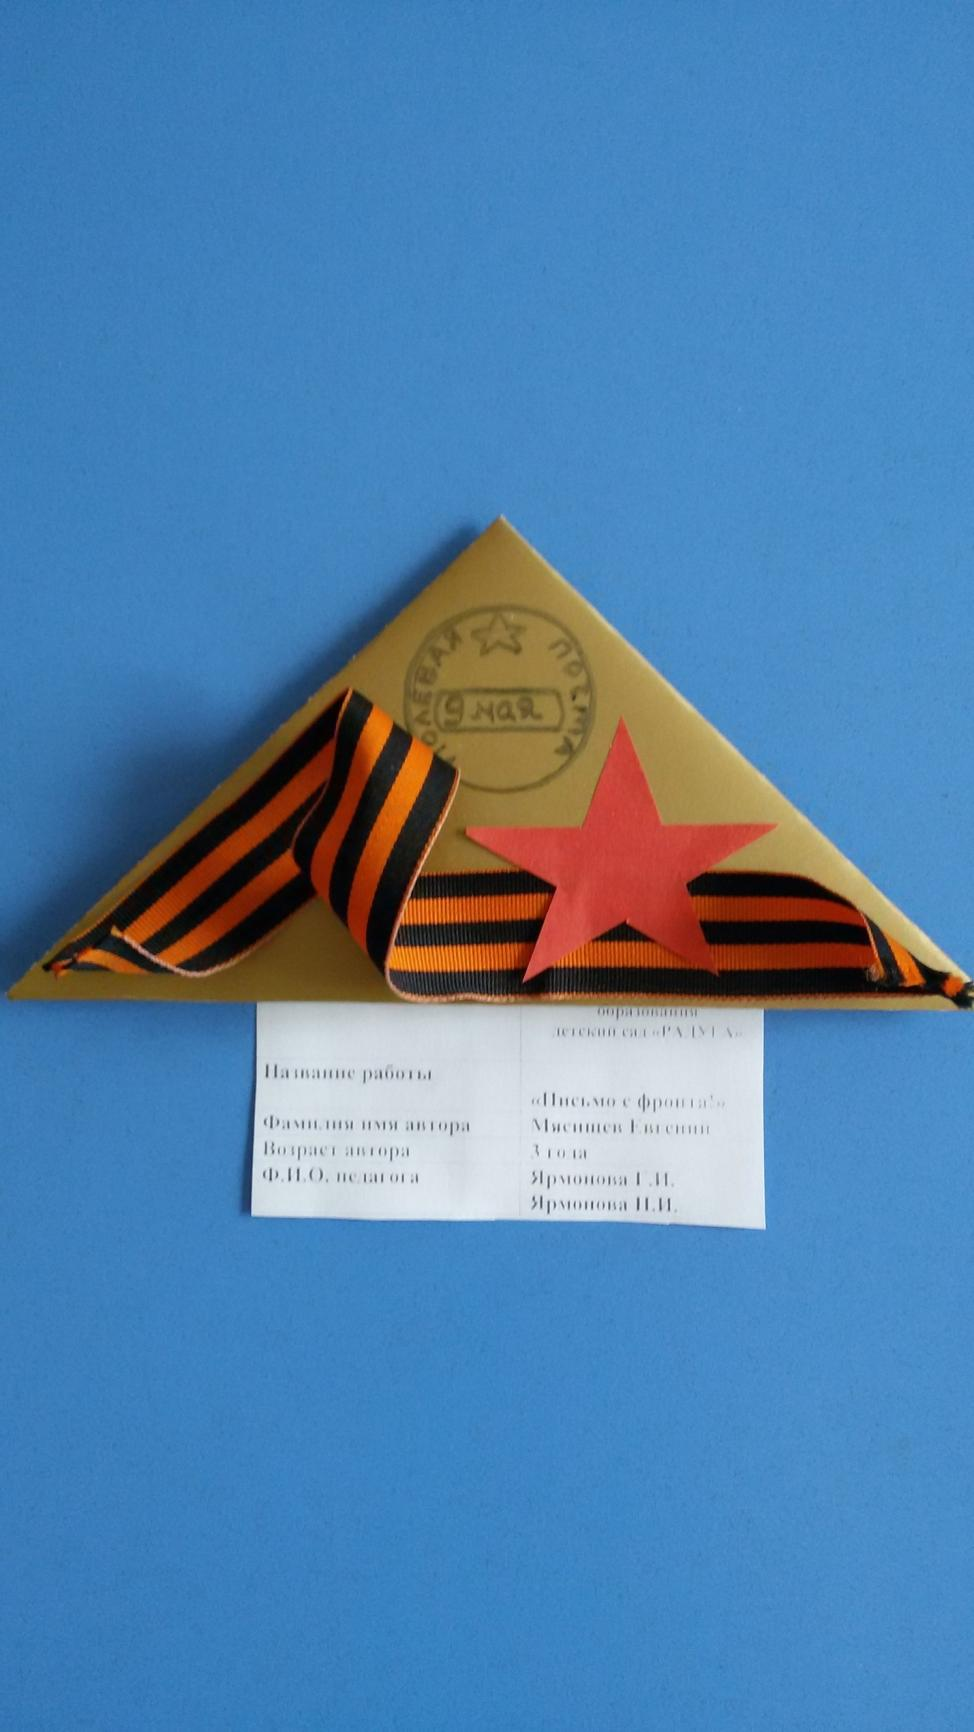 ПОЛЕВАЯ ПОЧТА
9 мая
образования
детский сад «РАДУГА»
Название работы
«Письмо с фронта!»
Фамилия имя автора Мясищев Евгений
Возраст автора 3 года
Ф.И.О. педагога Ярмонова Г.И.
Ярмонова Н.И.